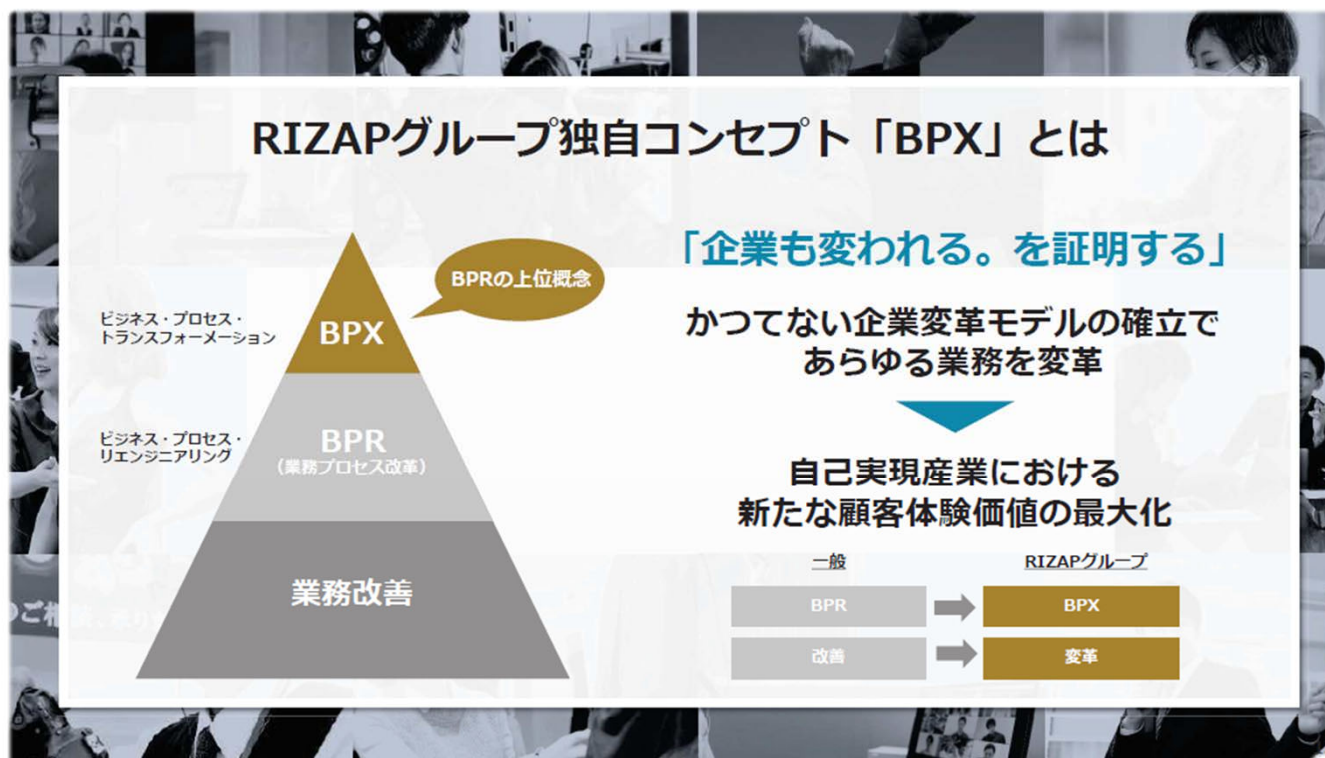 RIZAPグループ独自コンセプト「BPX」とは
BPRの上位概念
ビジネス・プロセス・
トランスフォーメーション
BPX
ビジネス・プロセス・
リエンジニアリング
BPR
（業務プロセス改革）
業務改善
「企業も変われる。を証明する」
かつてない企業変革モデルの確立で
あらゆる業務を変革
自己実現産業における
新たな顧客体験価値の最大化
一般
RIZAPグループ
BPR
BPX
改善
変革